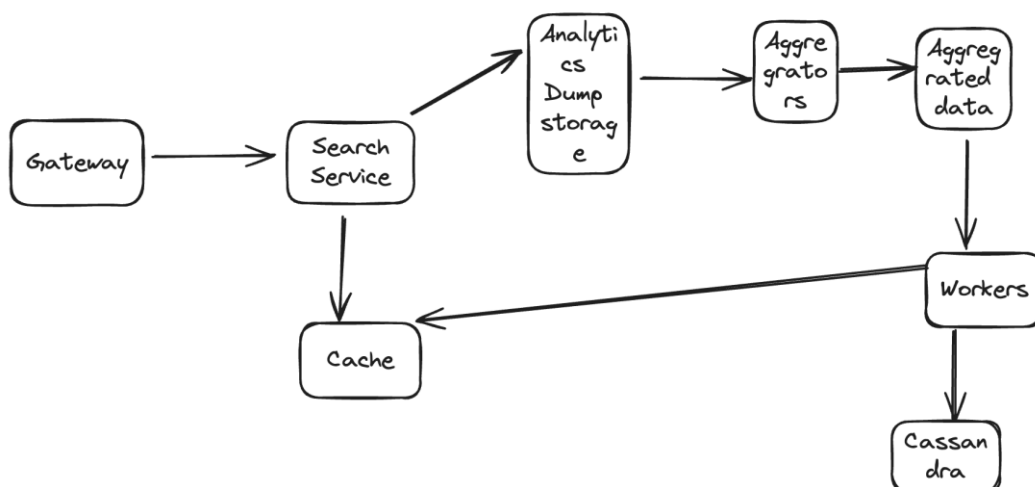 Gateway
Search
Service
Analyti
cs
Dump
storag
e
Aggre
grato
rs
Aggreg
rated
data
Workers
Cache
Cassan
dra